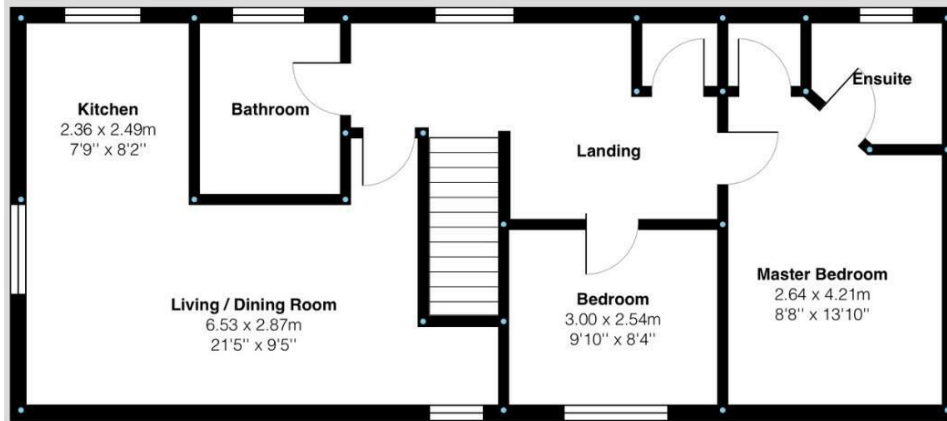 Kitchen
2.36 x 2.49m
7'9'' x 8'2''
Bathroom
Ensuite
Landing
Living / Dining Room
6.53 x 2.87m
21'5'' x 9'5''
Bedroom
3.00 x 2.54m
9'10'' x 8'4''
Master Bedroom
2.64 x 4.21m
8'8'' x 13'10''